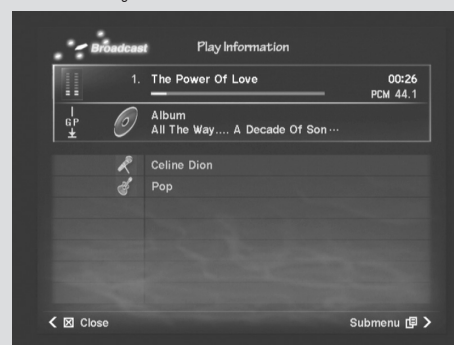 Broadcast Play Information
1. The Power Of Love 00:26
PCM 44.1
GP
Album
All The Way.... A Decade Of Son…
Celine Dion
Pop
Close Submenu